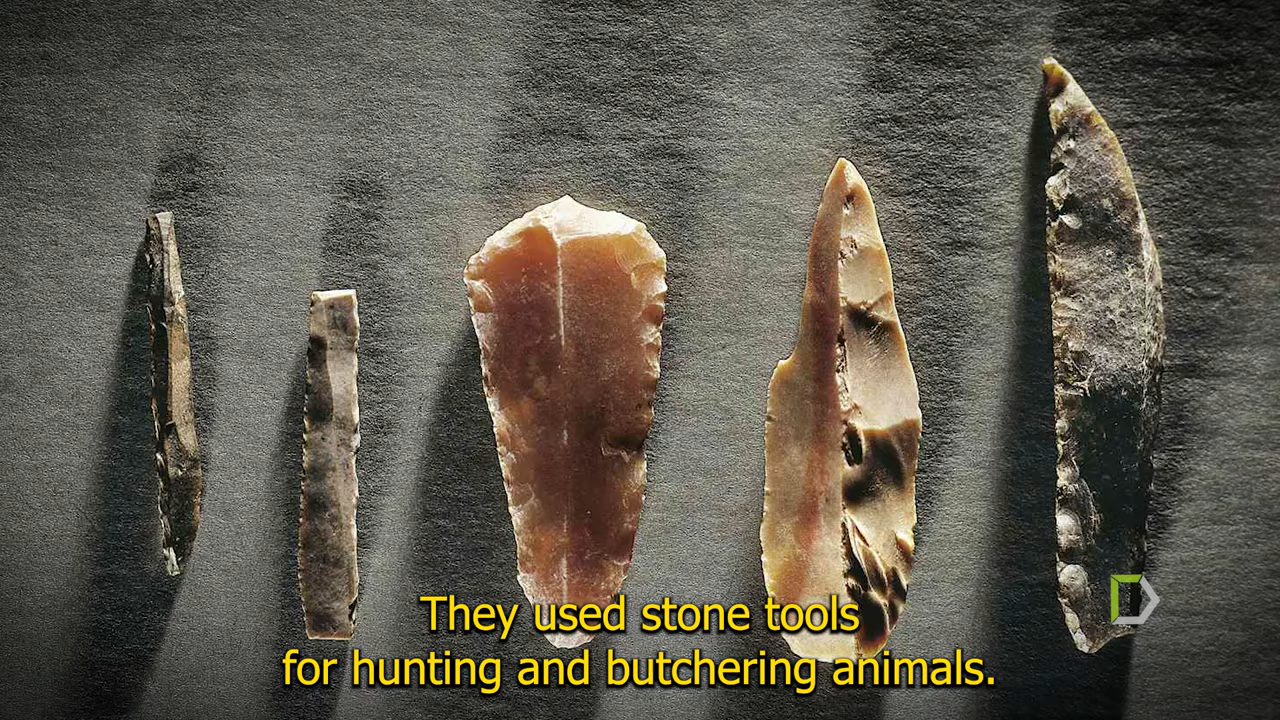 They used stone tools
for hunting and butchering animals.